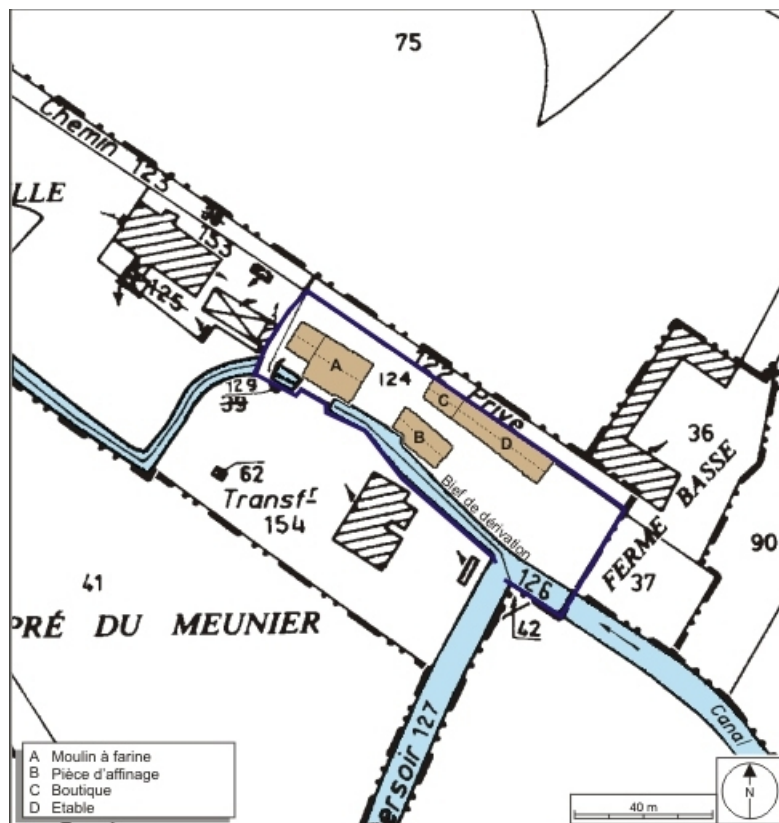 75
Chemin 123
LLE
153
125
122 Privé
A
124
129
39
C
D
B
36
62
Transfr
154
Bief de dérivation
FERME BASSE
90
41
126
37
PRÉ DU MEUNIER
42
ersoir 127
Canal
A Moulin à farine
B Pièce d'affinage
C Boutique
D Etable
N
40 m